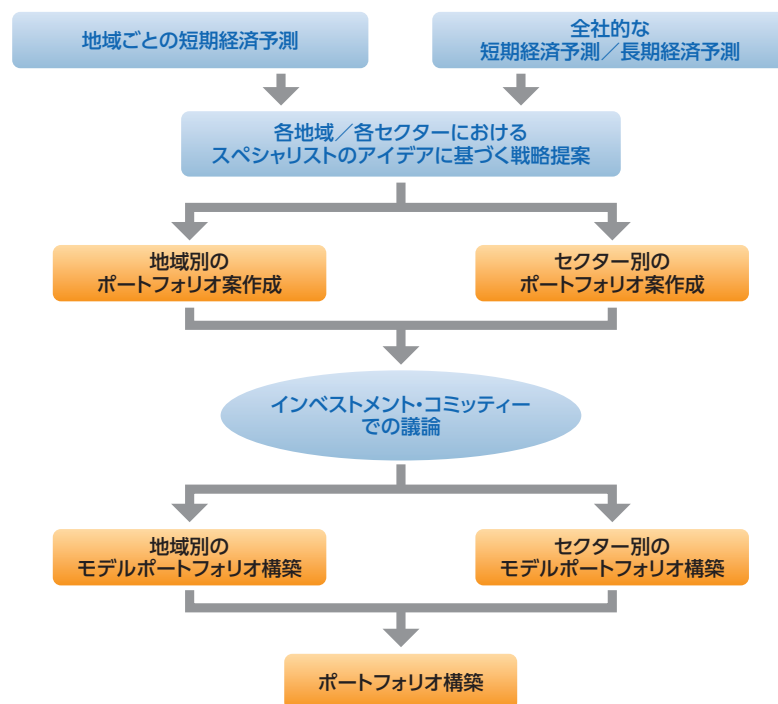 地域ごとの短期経済予測
全社的な
短期経済予測／長期経済予測
各地域／各セクターにおける
スペシャリストのアイデアに基づく戦略提案
地域別の
ポートフォリオ案作成
セクター別の
ポートフォリオ案作成
インベストメント・コミッティー
での議論
地域別の
モデルポートフォリオ構築
セクター別の
モデルポートフォリオ構築
ポートフォリオ構築